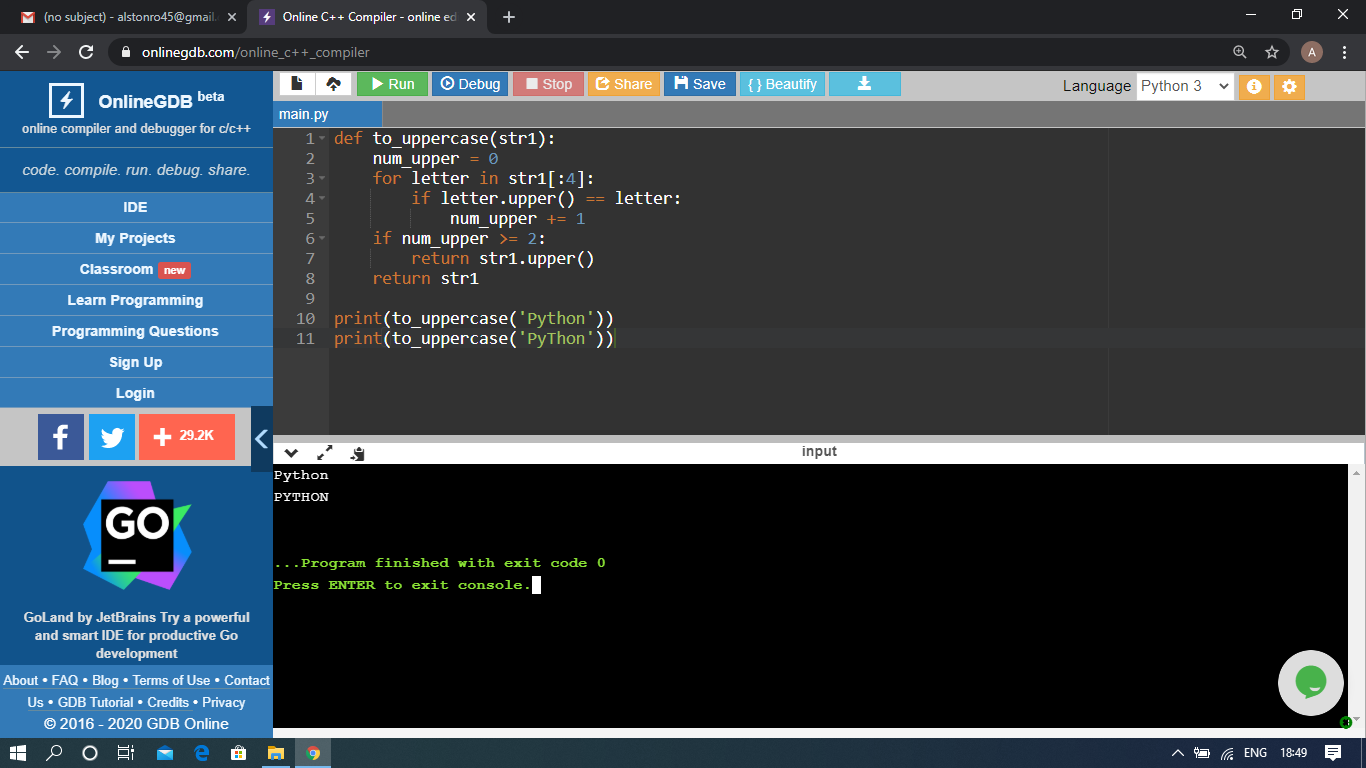 (no subject) - alstonro45@gmail.
Online C++ Compiler - online ed
onlinegdb.com/online_c++_compiler
A
OnlineGDB beta
online compiler and debugger for c/c++
code. compile. run. debug. share.
IDE
My Projects
Classroom new
Learn Programming
Programming Questions
Sign Up
Login
29.2K
GO
GoLand by JetBrains Try a powerful
and smart IDE for productive Go
development
About • FAQ • Blog • Terms of Use • Contact
Us • GDB Tutorial • Credits • Privacy
© 2016 - 2020 GDB Online
Run Debug Stop Share Save { } Beautify
Language Python 3
main.py
1 def to_uppercase(str1):
2     num_upper = 0
3     for letter in str1[:4]:
4         if letter.upper() == letter:
5             num_upper += 1
6     if num_upper >= 2:
7         return str1.upper()
8     return str1
9
10 print(to_uppercase('Python'))
11 print(to_uppercase('PyThon'))
input
Python
PYTHON
...Program finished with exit code 0
Press ENTER to exit console.
ENG 18:49